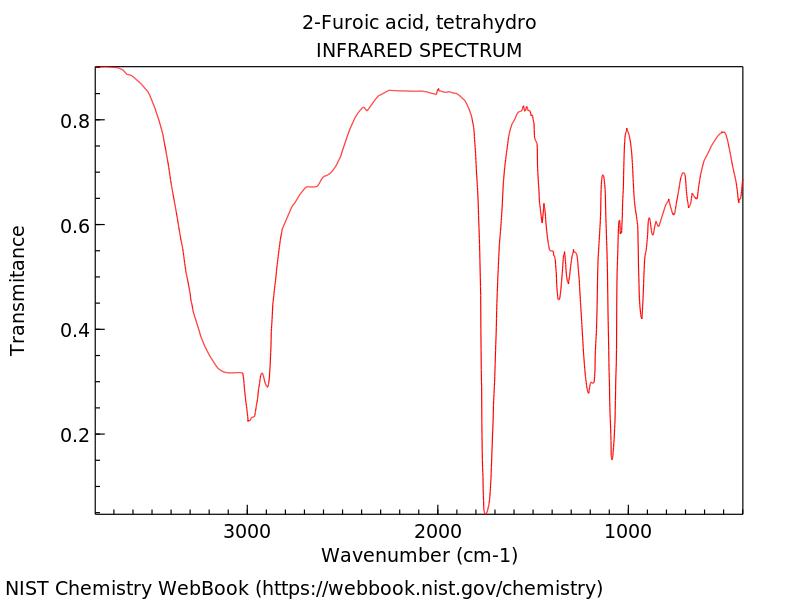 2-Furoic acid, tetrahydro
INFRARED SPECTRUM
0.8
0.6
0.4
0.2
Transmitance
3000 2000 1000
Wavenumber (cm-1)
NIST Chemistry WebBook (https://webbook.nist.gov/chemistry)